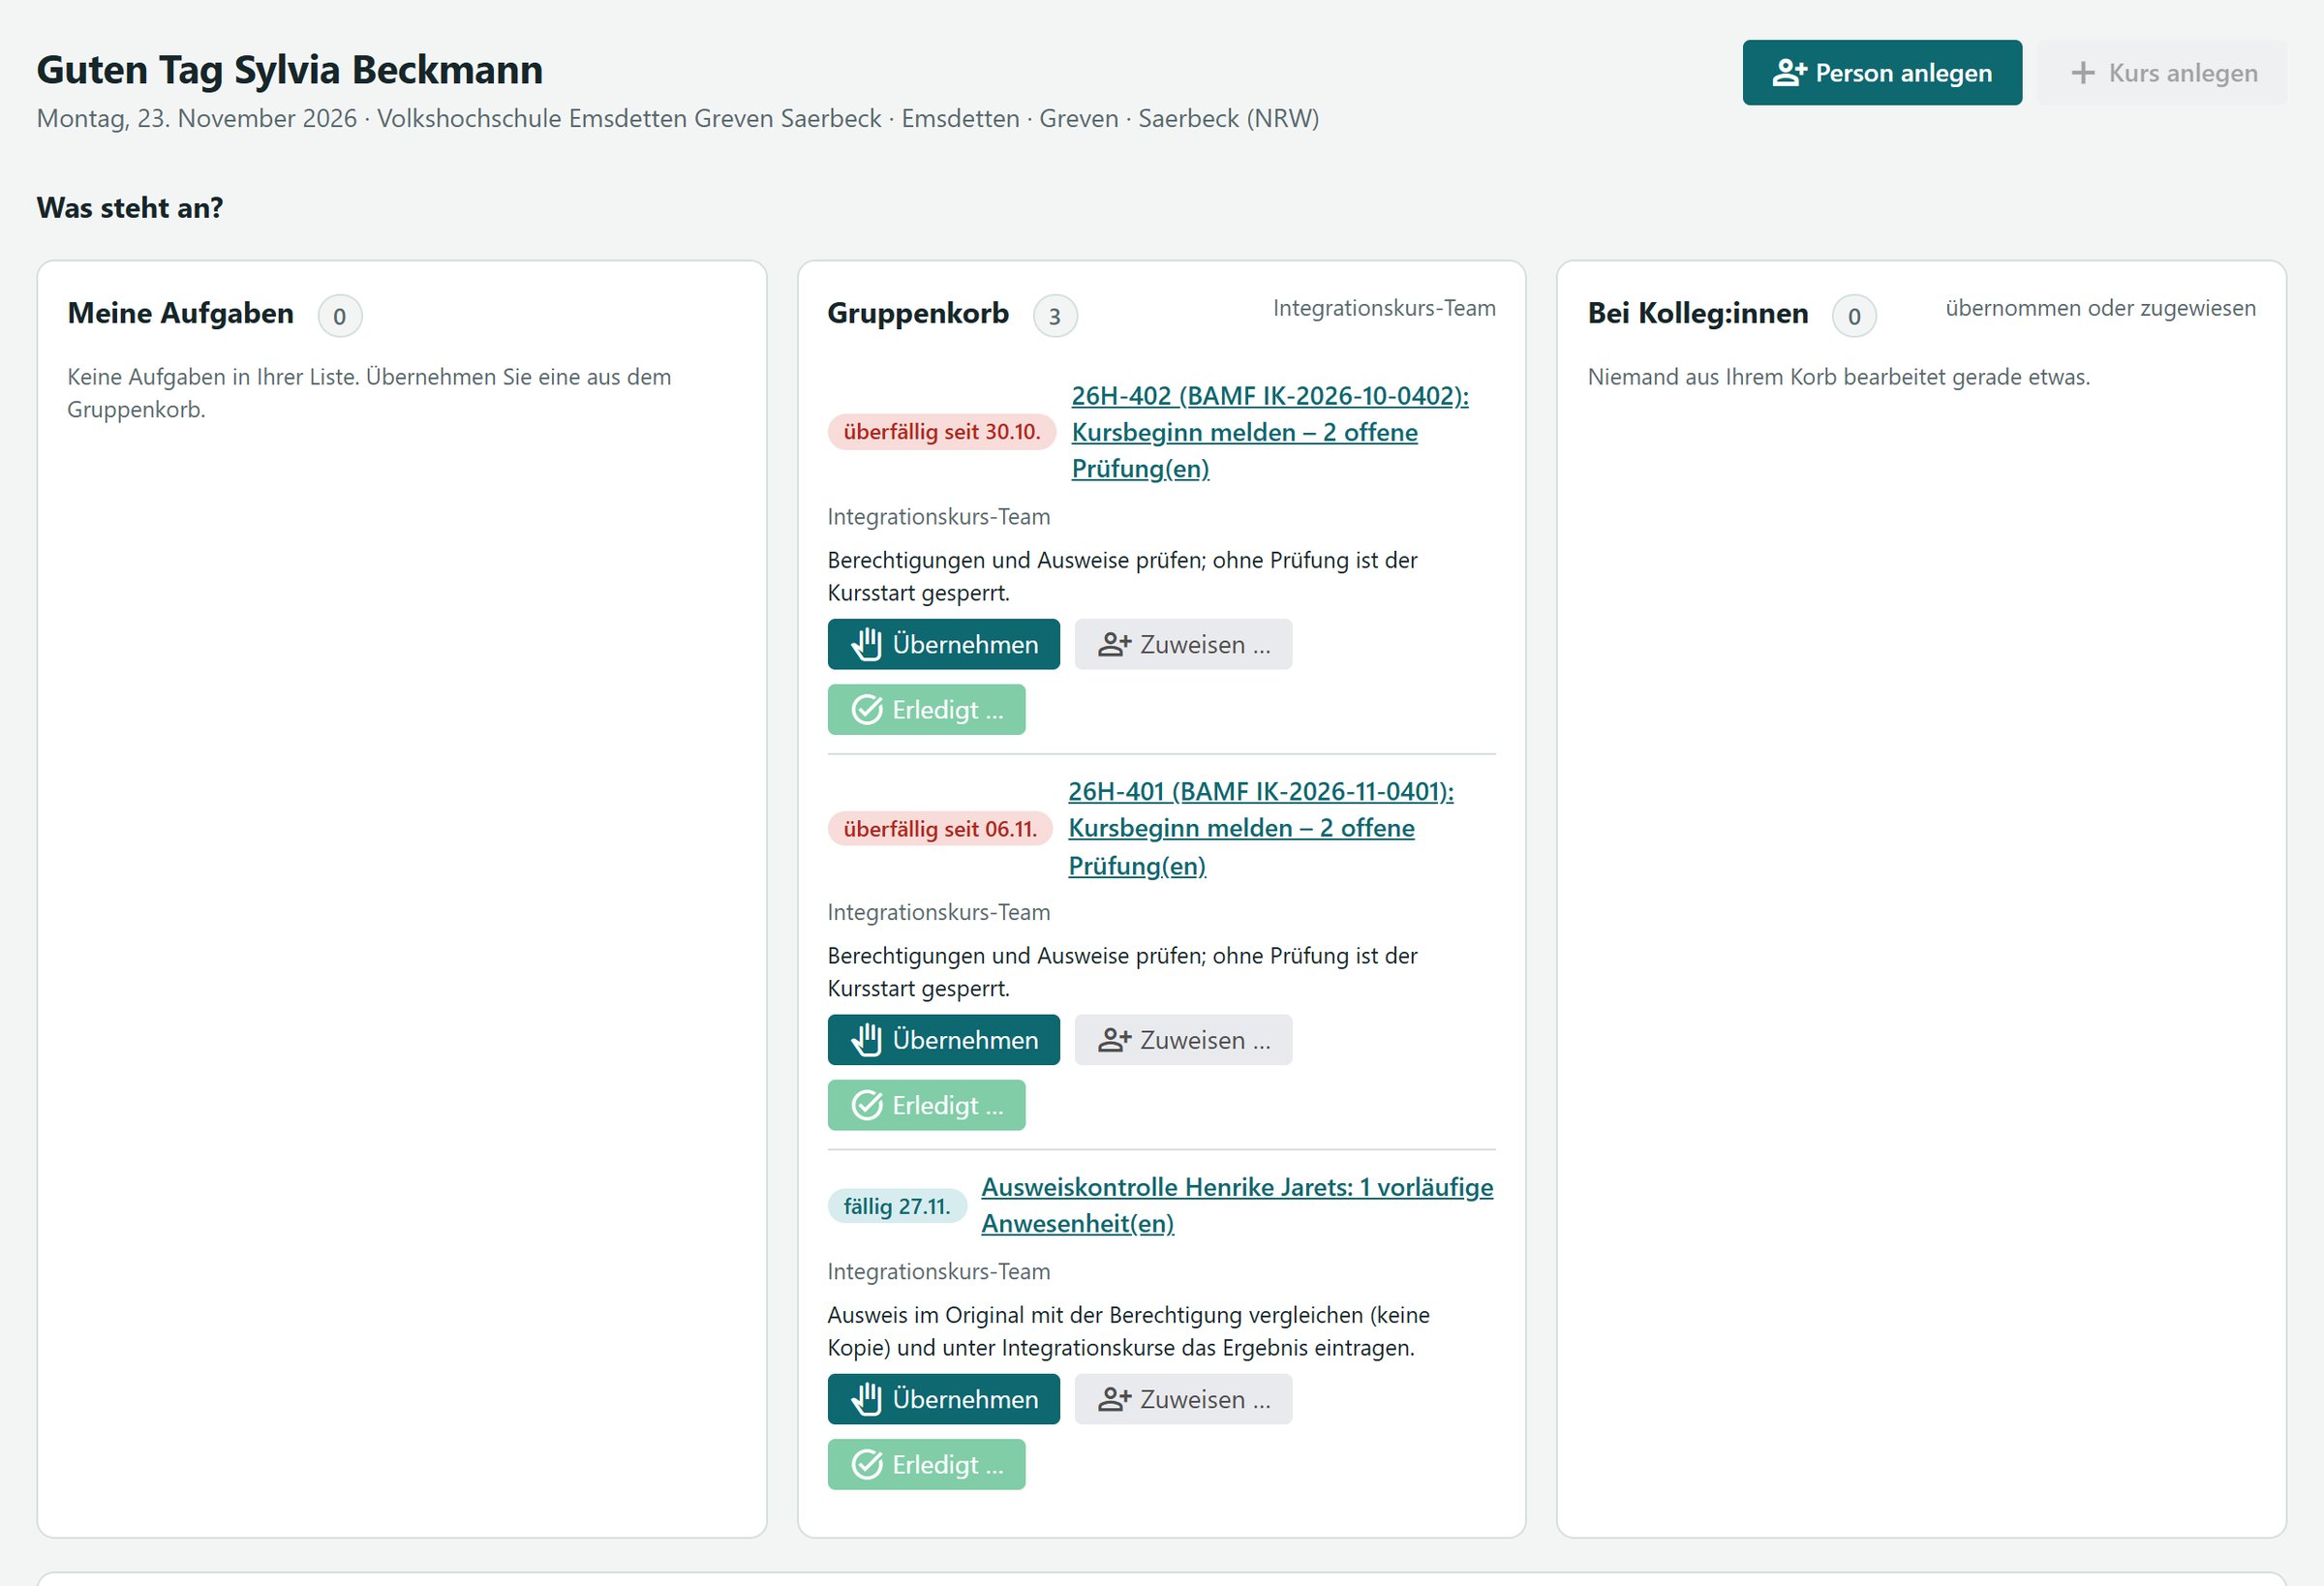 Guten Tag Sylvia Beckmann
Person anlegen
Kurs anlegen
Montag, 23. November 2026 · Volkshochschule Emsdetten Greven Saerbeck · Emsdetten · Greven · Saerbeck (NRW)
Was steht an?
Meine Aufgaben 0
Keine Aufgaben in Ihrer Liste. Übernehmen Sie eine aus dem
Gruppenkorb.
Gruppenkorb 3 Integrationskurs-Team
überfällig seit 30.10.
26H-402 (BAMF IK-2026-10-0402):
Kursbeginn melden – 2 offene
Prüfung(en)
Integrationskurs-Team
Berechtigungen und Ausweise prüfen; ohne Prüfung ist der
Kursstart gesperrt.
Übernehmen
Zuweisen ...
Erledigt ...
überfällig seit 06.11.
26H-401 (BAMF IK-2026-11-0401):
Kursbeginn melden – 2 offene
Prüfung(en)
Integrationskurs-Team
Berechtigungen und Ausweise prüfen; ohne Prüfung ist der
Kursstart gesperrt.
Übernehmen
Zuweisen ...
Erledigt ...
fällig 27.11.
Ausweiskontrolle Henrike Jarets: 1 vorläufige
Anwesenheit(en)
Integrationskurs-Team
Ausweis im Original mit der Berechtigung vergleichen (keine
Kopie) und unter Integrationskurse das Ergebnis eintragen.
Übernehmen
Zuweisen ...
Erledigt ...
Bei Kolleg:innen 0 übernommen oder zugewiesen
Niemand aus Ihrem Korb bearbeitet gerade etwas.